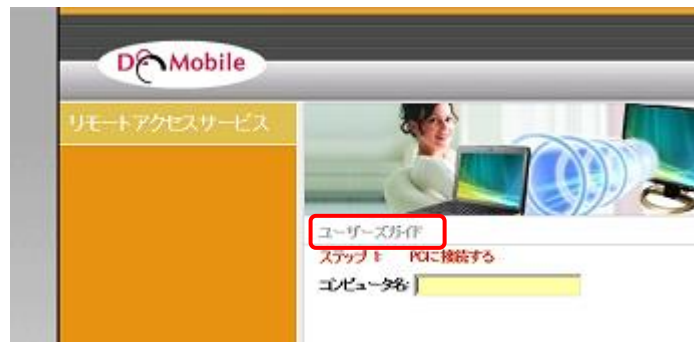 DeMobile
リモートアクセスサービス
ユーザーズガイド
ステップ 1: PCに接続する
コンピュータ名: